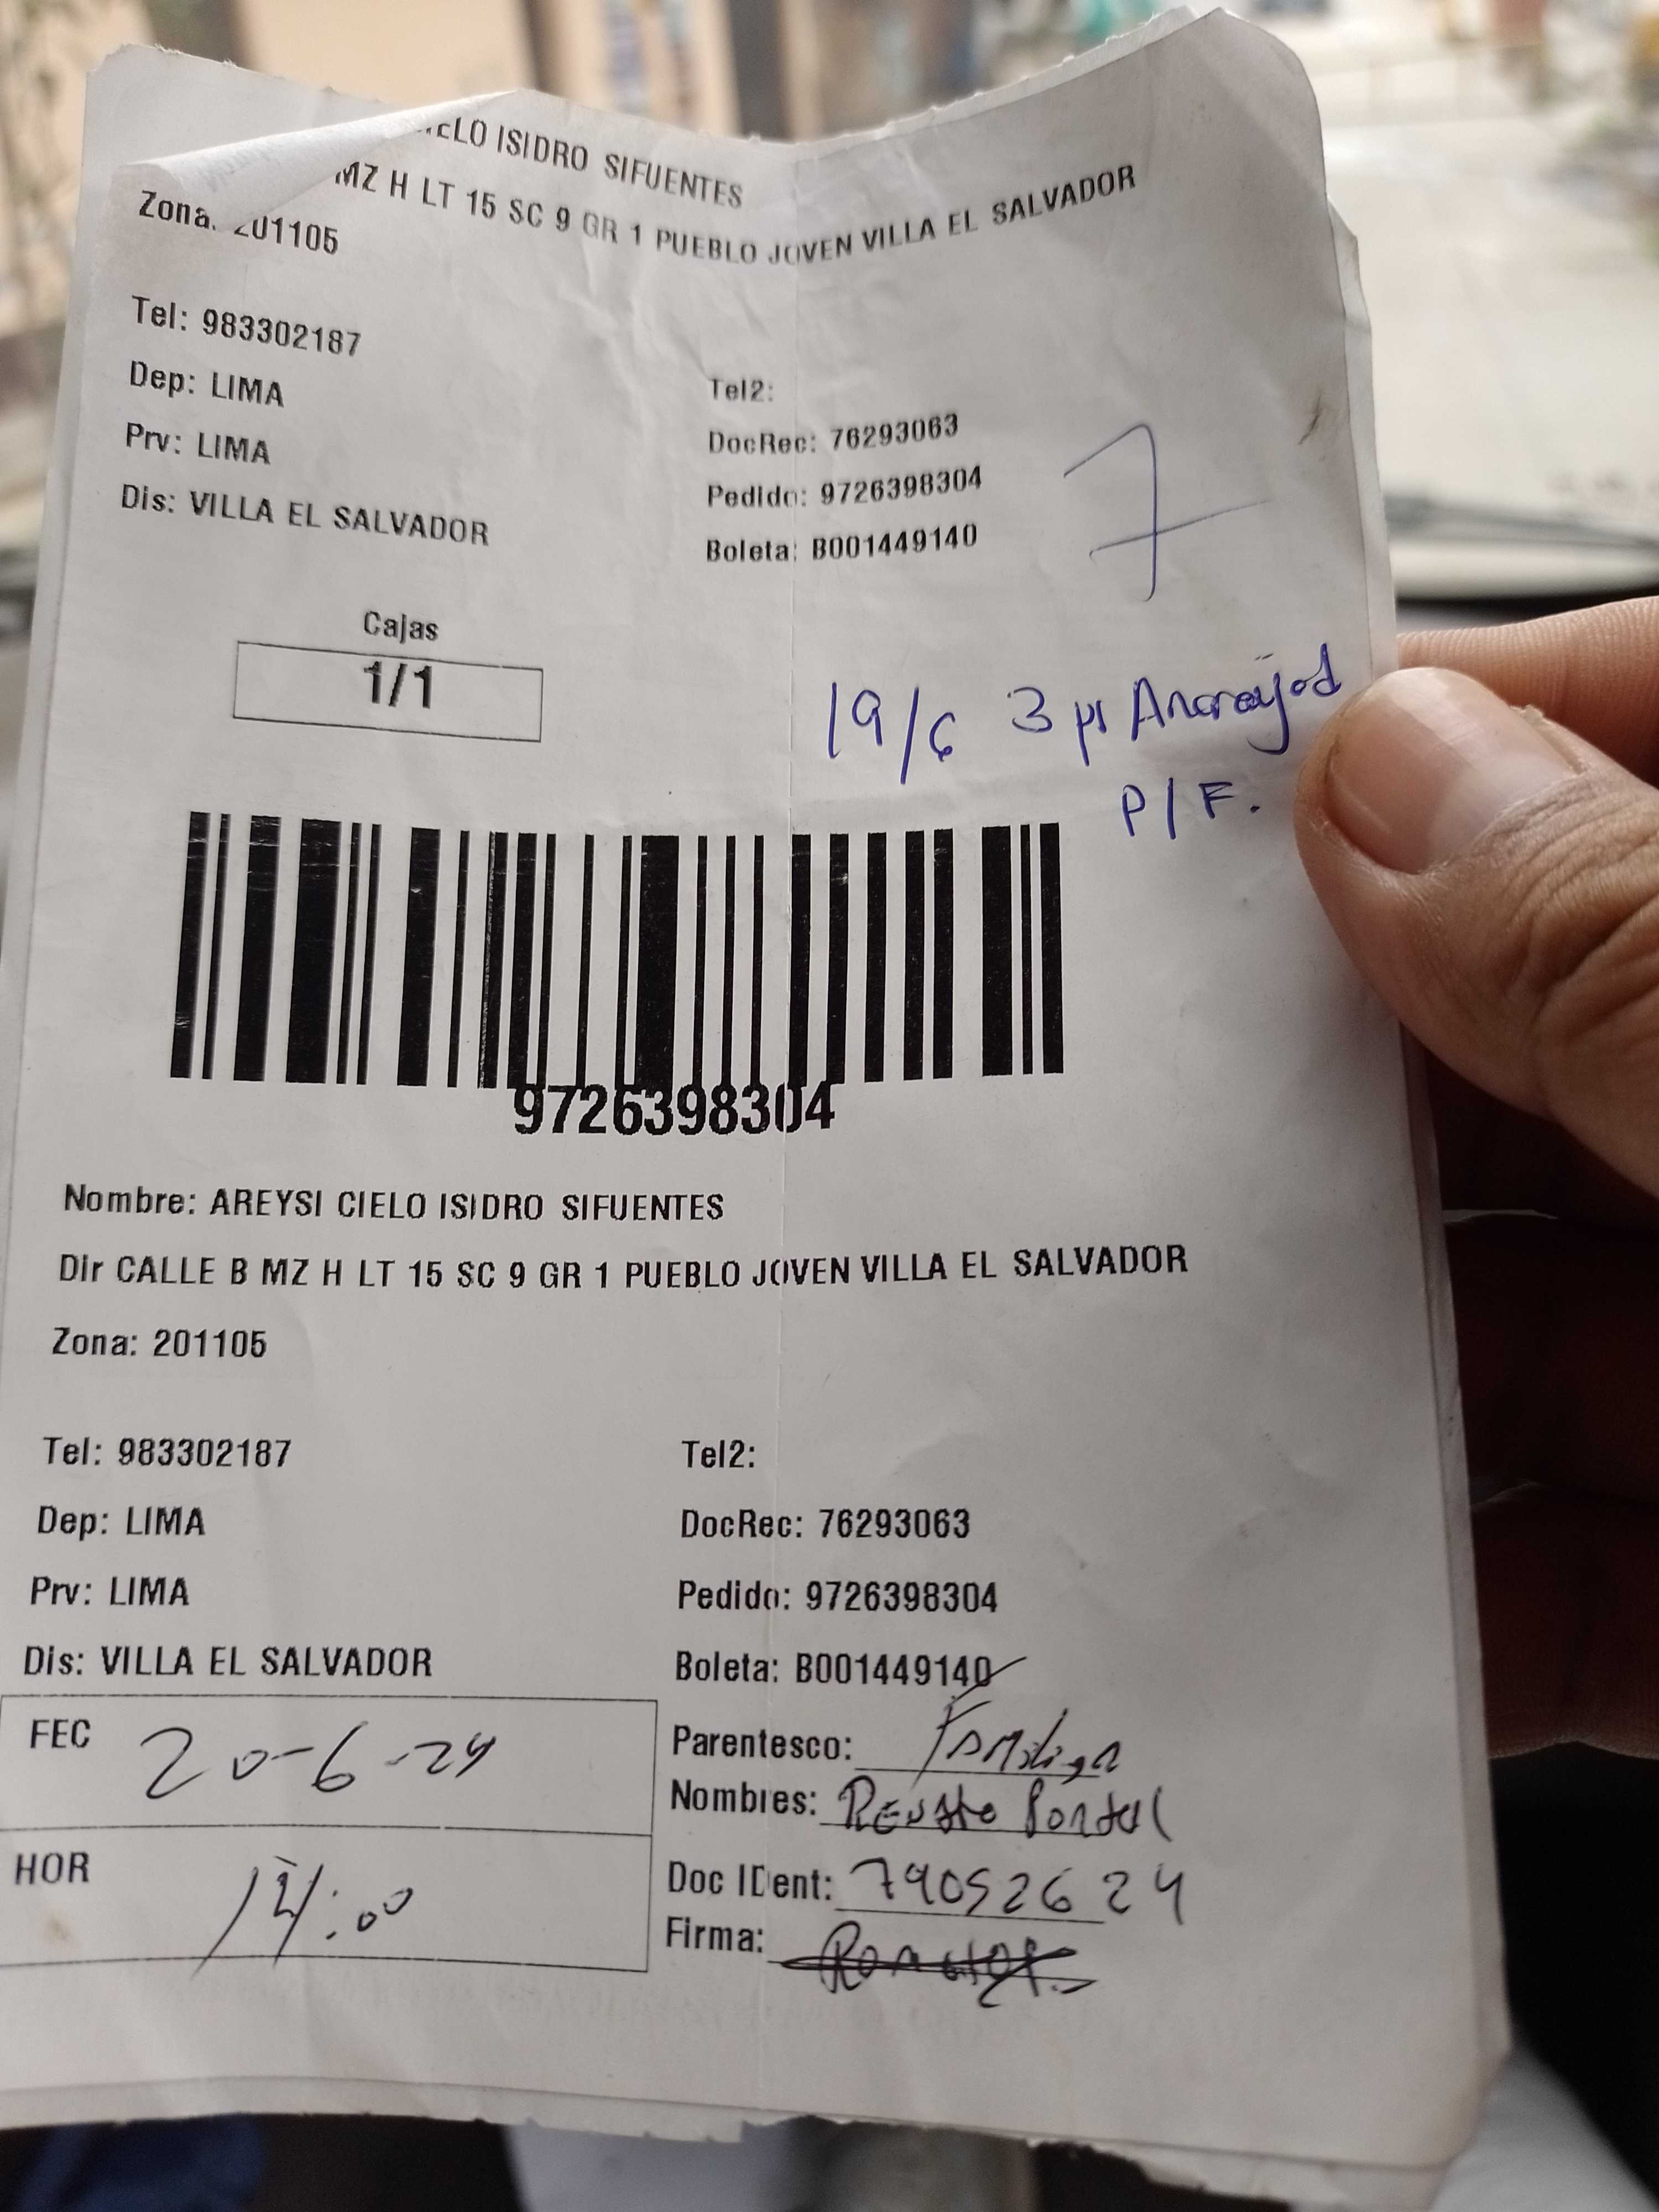 CIELO ISIDRO SIFUENTES
MZ H LT 15 SC 9 GR 1 PUEBLO JOVEN VILLA EL SALVADOR
Zona: 201105
Tel: 983302187
Dep: LIMA
Tel2:
Prv: LIMA
DocRec: 76293063
Dis: VILLA EL SALVADOR
Pedido: 9726398304
Boleta: B001449140
7
Cajas
1/1
19/6 3 P/F.
9726398304
Nombre: AREYSI CIELO ISIDRO SIFUENTES
Dir CALLE B MZ H LT 15 SC 9 GR 1 PUEBLO JOVEN VILLA EL SALVADOR
Zona: 201105
Tel: 983302187 Tel2:
Dep: LIMA DocRec: 76293063
Prv: LIMA Pedido: 9726398304
Dis: VILLA EL SALVADOR Boleta: B001449140
FEC 20-6-24
Parentesco:
Nombres:
HOR 14:00
Doc IDent: 79052624
Firma: